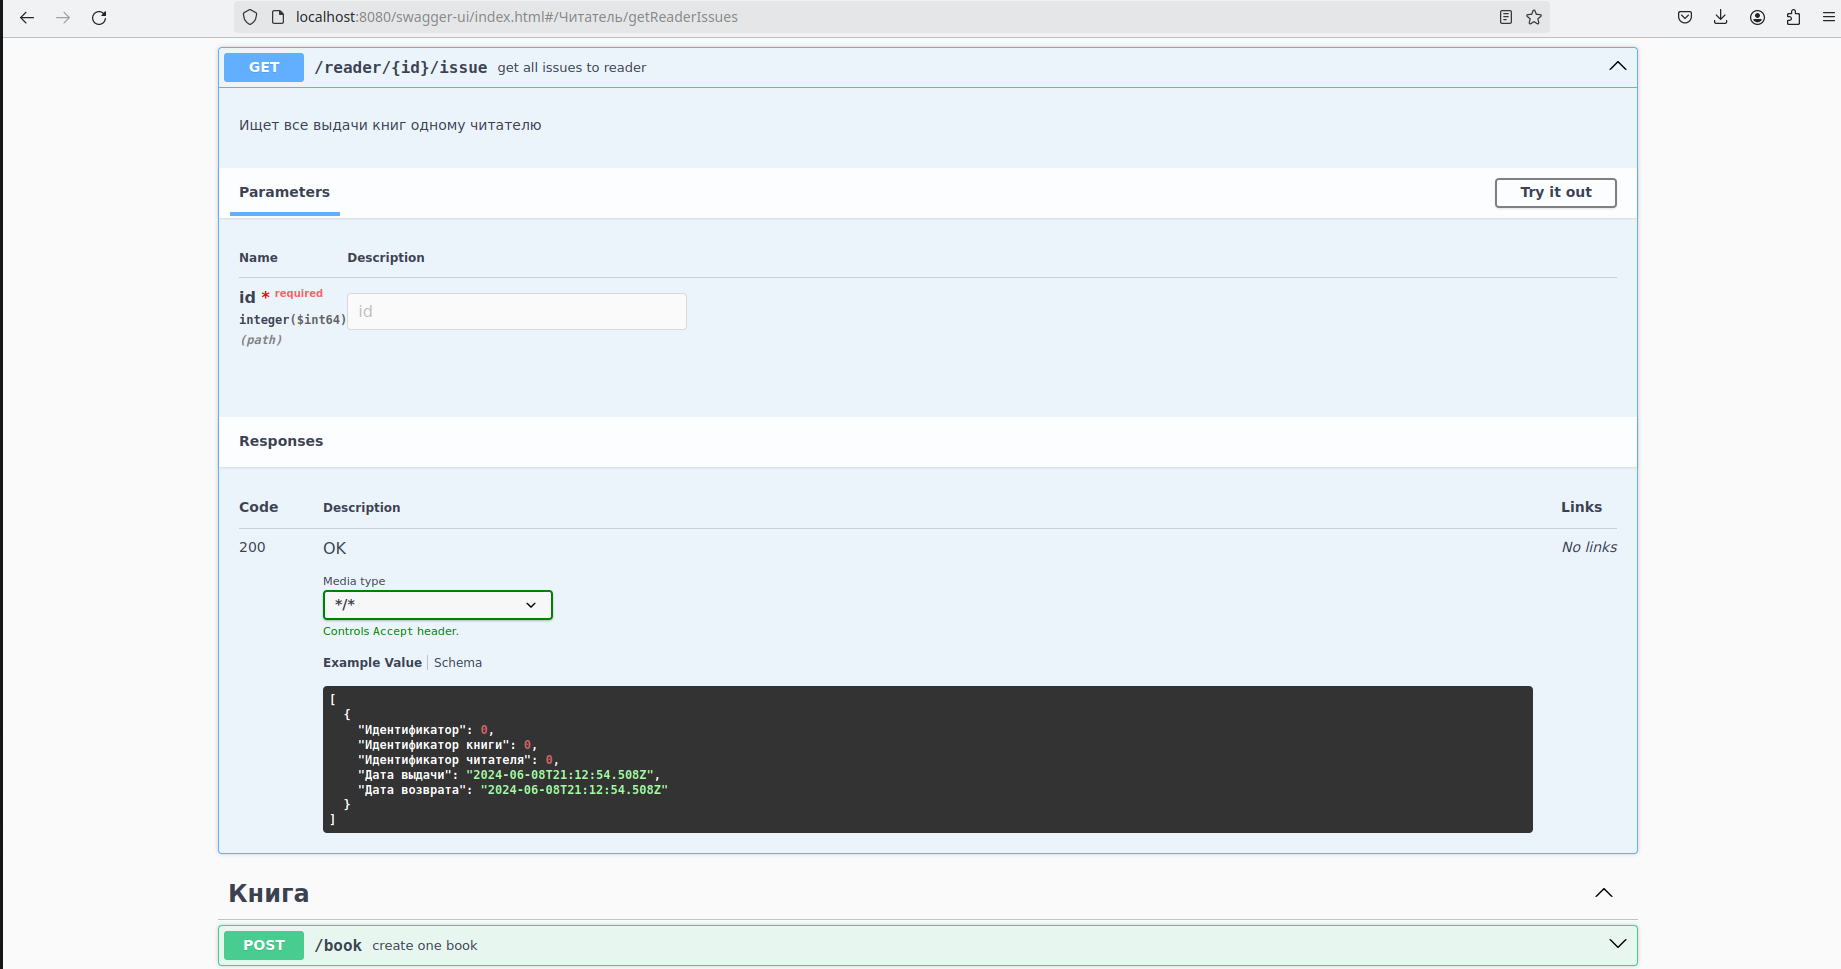 localhost:8080/swagger-ui/index.html#/Читатель/getReaderIssues
GET /reader/{id}/issue get all issues to reader
Ищет все выдачи книг одному читателю
Parameters
Try it out
Name Description
id * required
integer($int64)
(path)
id
Responses
Code Description Links
200 OK No links
Media type
*/*
Controls Accept header.
Example Value Schema
[
{
"Идентификатор": 0,
"Идентификатор книги": 0,
"Идентификатор читателя": 0,
"Дата выдачи": "2024-06-08T21:12:54.508Z",
"Дата возврата": "2024-06-08T21:12:54.508Z"
}
]
Книга
POST /book create one book